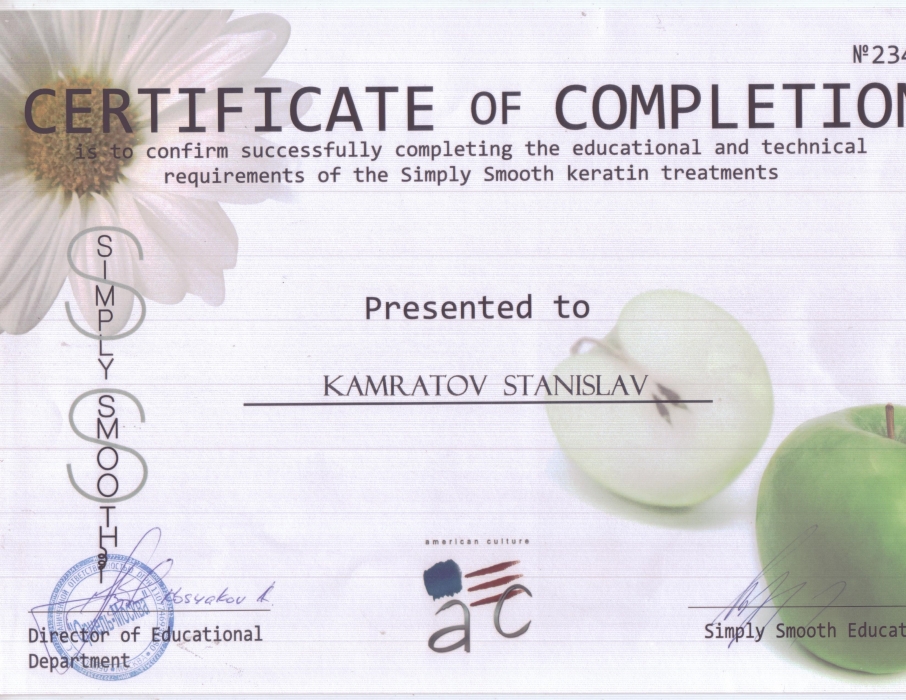 №234
CERTIFICATE OF COMPLETION
is to confirm successfully completing the educational and technical
requirements of the Simply Smooth keratin treatments
SIMPLY SMOOTH
Presented to
KAMRATOV STANISLAV
american culture
ac
Director of Educational
Department
Simply Smooth Educat